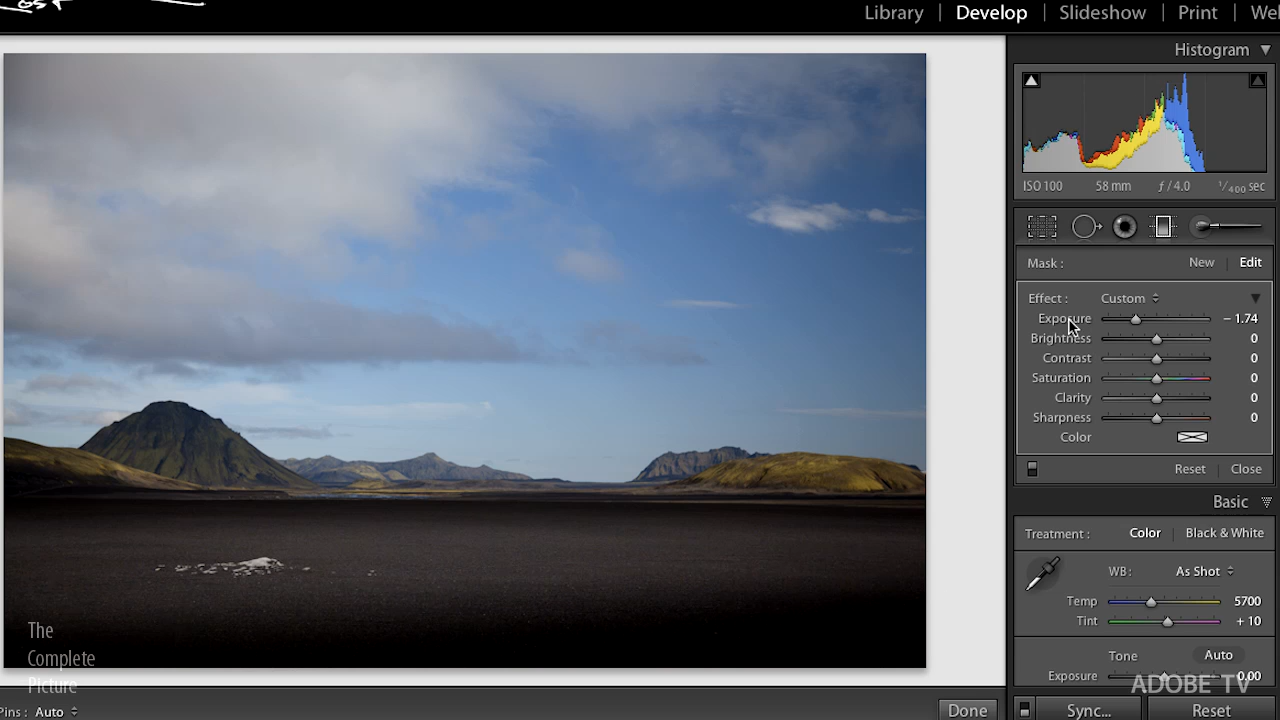 Library | Develop | Slideshow | Print | We
Histogram
ISO 100 58 mm ƒ / 4.0 1/400 sec
Mask : New | Edit
Effect : Custom
Exposure − 1.74
Brightness 0
Contrast 0
Saturation 0
Clarity 0
Sharpness 0
Color
Reset | Close
Basic
Treatment : Color | Black & White
WB : As Shot
Temp 5700
Tint + 10
Tone Auto
Exposure 0.00
The
Complete
Picture
ADOBE TV
Pins : Auto
Done
Sync...
Reset